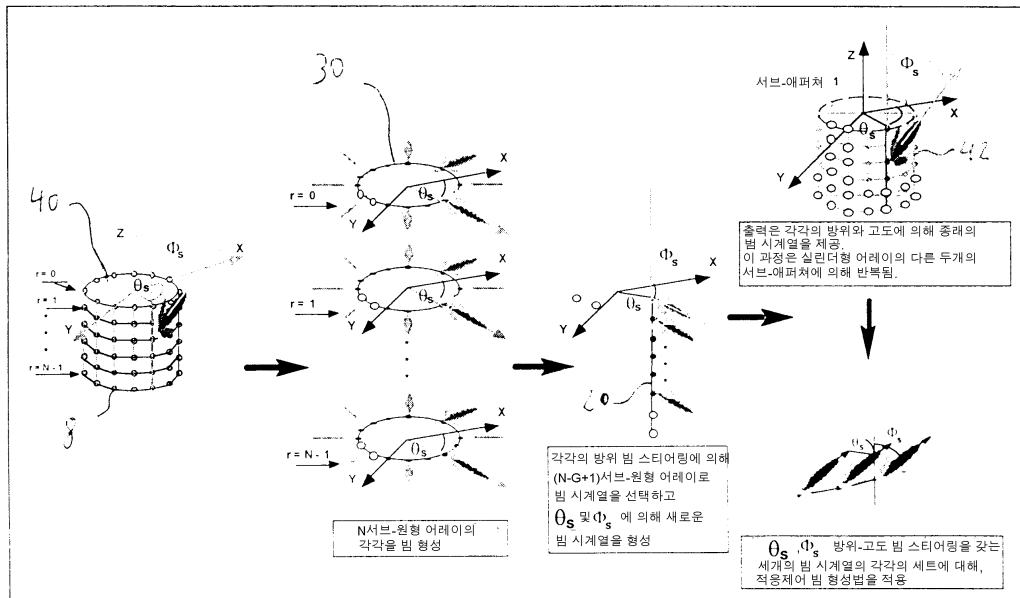 40
Z
Φs
X
r = 0
θs
r = 1
Y
r = N - 1
8
30
X
r = 0
θs
Y
X
r = 1
θs
Y
X
r = N - 1
θs
Y
N서브-원형 어레이의
각각을 빔 형성
Φs
X
θs
Y
20
각각의 방위 빔 스티어링에 의해
(N-G+1)서브-원형 어레이로
빔 시계열을 선택하고
θs 및 Φs 에 의해 새로운
빔 시계열을 형성
Z
Φs
서브-애퍼쳐 1
X
θs
Y
42
출력은 각각의 방위와 고도에 의해 종래의
범 시계열을 제공.
이 과정은 실린더형 어레이의 다른 두개의
서브-애퍼쳐에 의해 반복됨.
θs
Φs
θs ,Φs 방위-고도 빔 스티어링을 갖는
세개의 빔 시계열의 각각의 세트에 대해,
적응제어 빔 형성법을 적용